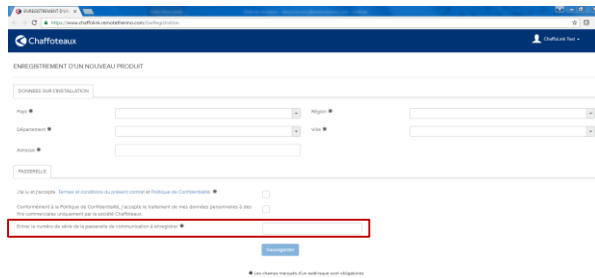 ENREGISTREMENT D'UN
https://www.chaffolink.remotethermo.com/GwRegistration
Chaffoteaux
ChaffoLink Test
ENREGISTREMENT D'UN NOUVEAU PRODUIT
DONNEES SUR L'INSTALLATION
Pays * Région *
Département * Ville *
Adresse *
PASSERELLE
J'ai lu et j'accepte Termes et conditions du présent contrat et Politique de Confidentialité *
Conformément à la Politique de Confidentialité, j'accepte le traitement de mes données personnelles à des
fins commerciales uniquement par la société Chaffoteaux.
Entrer le numéro de série de la passerelle de communication à enregistrer *
Sauvegarder
* Les champs marqués d'un astérisque sont obligatoires